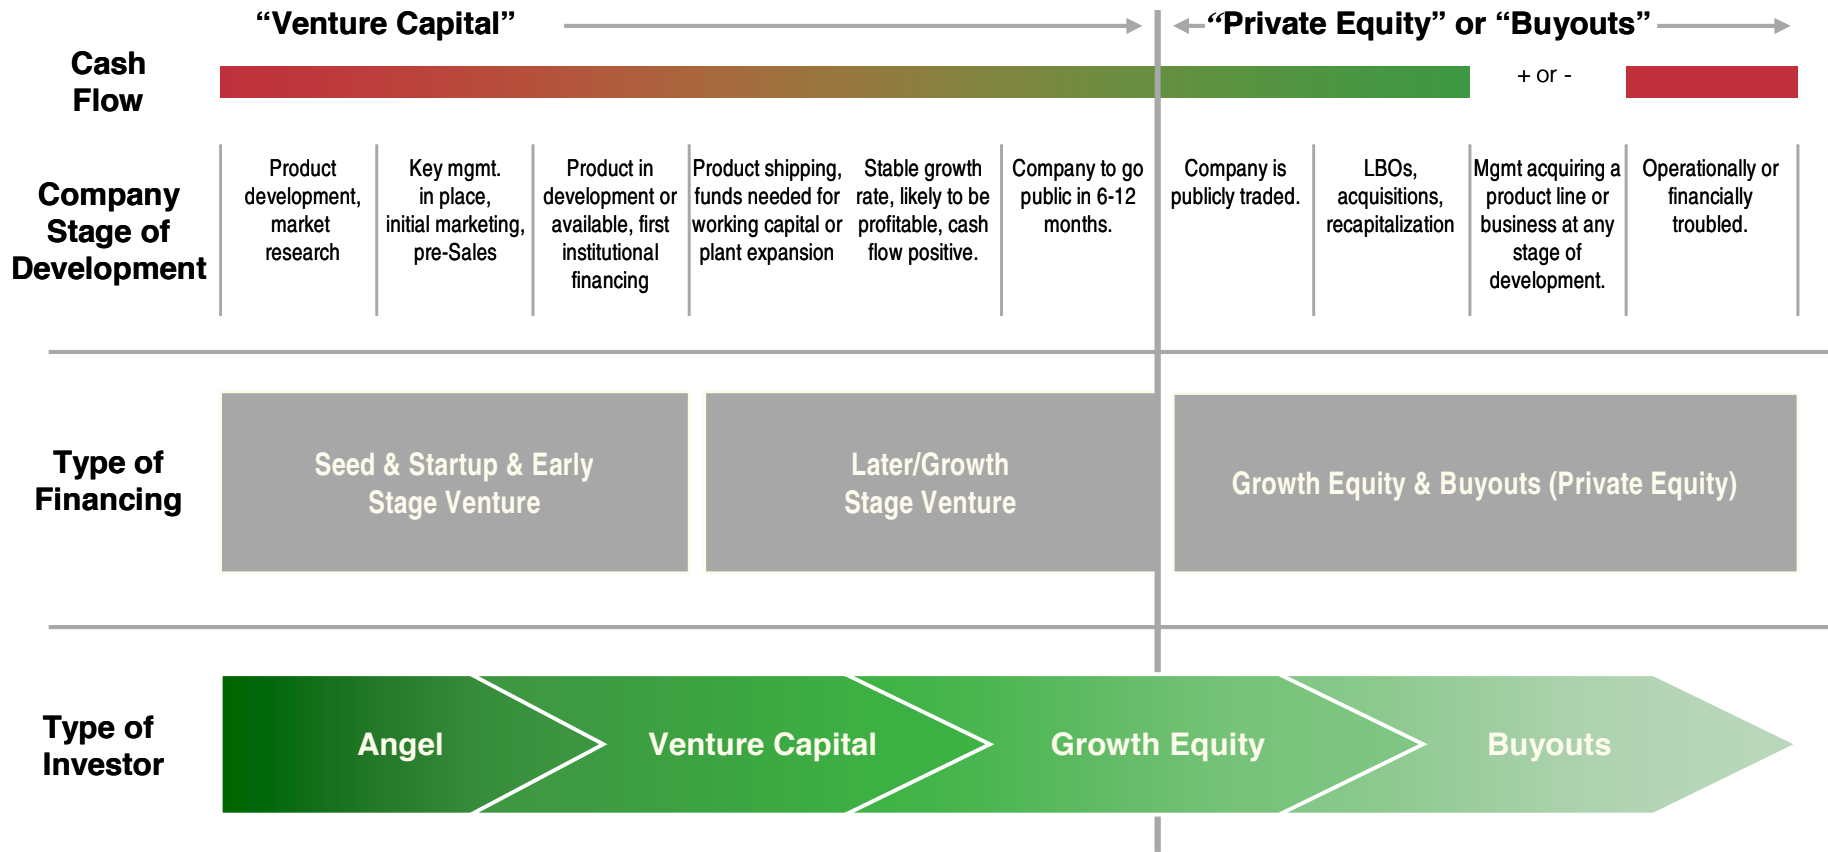 “Venture Capital”
“Private Equity” or “Buyouts”
Cash
Flow
+ or -
Company
Stage of
Development
Product
development,
market
research
Key mgmt.
in place,
initial marketing,
pre-Sales
Product in
development or
available, first
institutional
financing
Product shipping,
funds needed for
working capital or
plant expansion
Stable growth
rate, likely to be
profitable, cash
flow positive.
Company to go
public in 6-12
months.
Company is
publicly traded.
LBOs,
acquisitions,
recapitalization
Mgmt acquiring a
product line or
business at any
stage of
development.
Operationally or
financially
troubled.
Type of
Financing
Seed & Startup & Early
Stage Venture
Later/Growth
Stage Venture
Growth Equity & Buyouts (Private Equity)
Type of
Investor
Angel
Venture Capital
Growth Equity
Buyouts